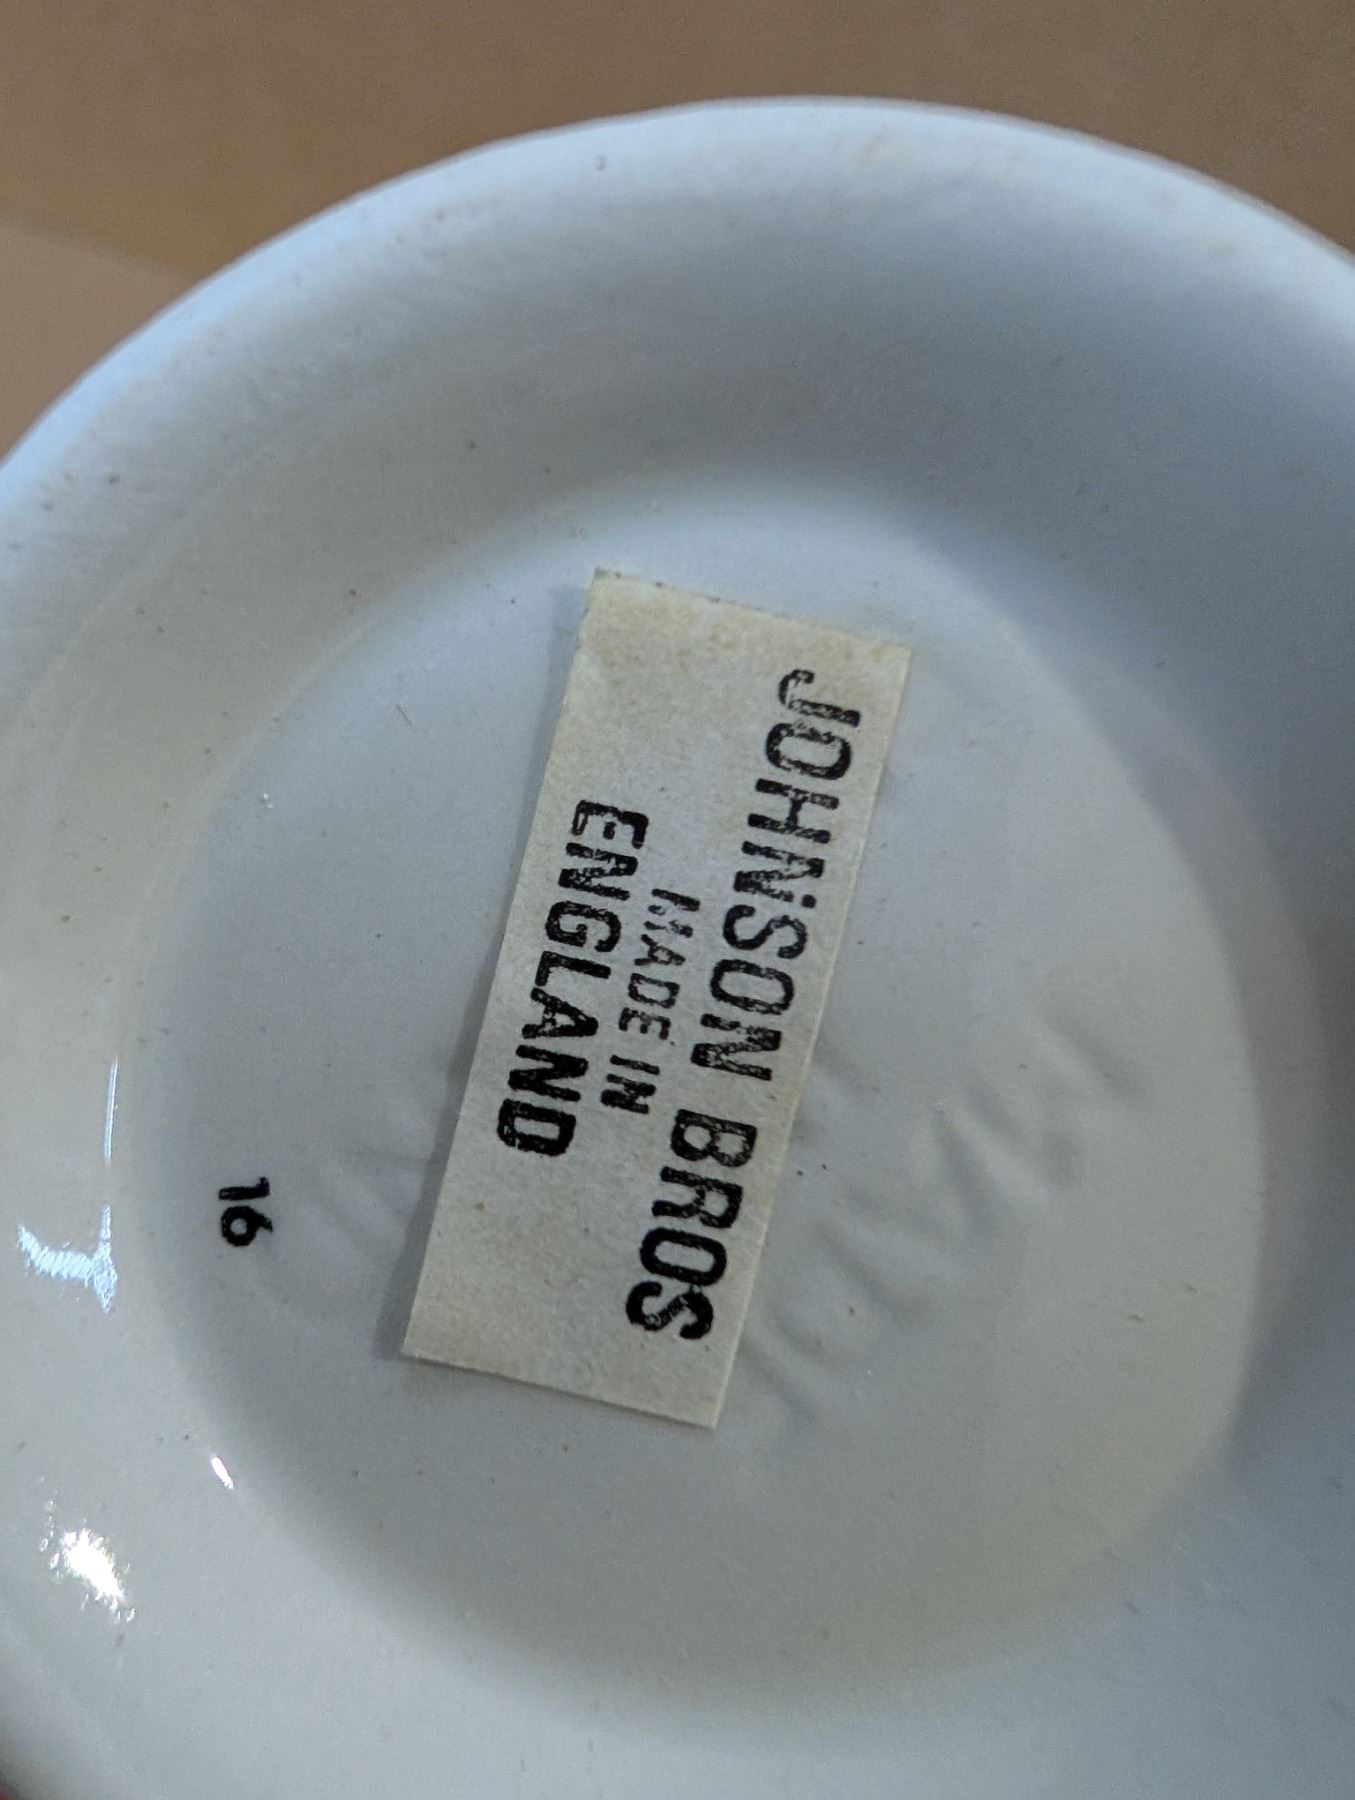 JOHNSON BROS
MADE IN
ENGLAND
16